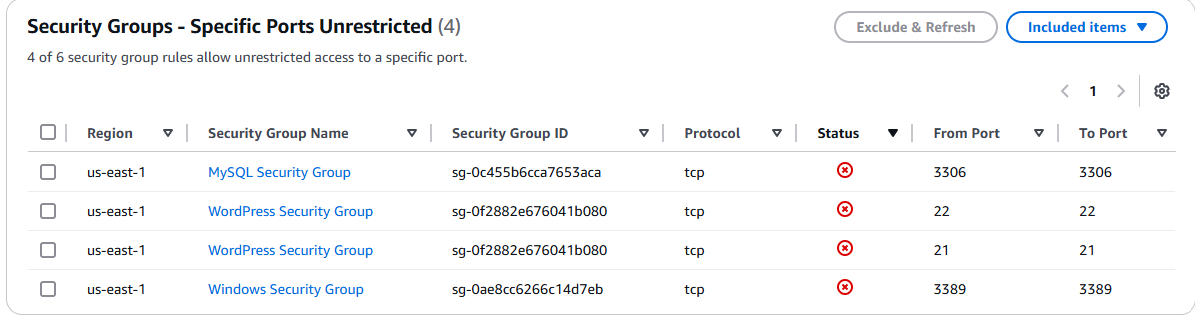 Security Groups - Specific Ports Unrestricted (4)
Exclude & Refresh
Included items
4 of 6 security group rules allow unrestricted access to a specific port.
1
Region Security Group Name Security Group ID Protocol Status From Port To Port
us-east-1 MySQL Security Group sg-0c455b6cca7653aca tcp 3306 3306
us-east-1 WordPress Security Group sg-0f2882e676041b080 tcp 22 22
us-east-1 WordPress Security Group sg-0f2882e676041b080 tcp 21 21
us-east-1 Windows Security Group sg-0ae8cc6266c14d7eb tcp 3389 3389